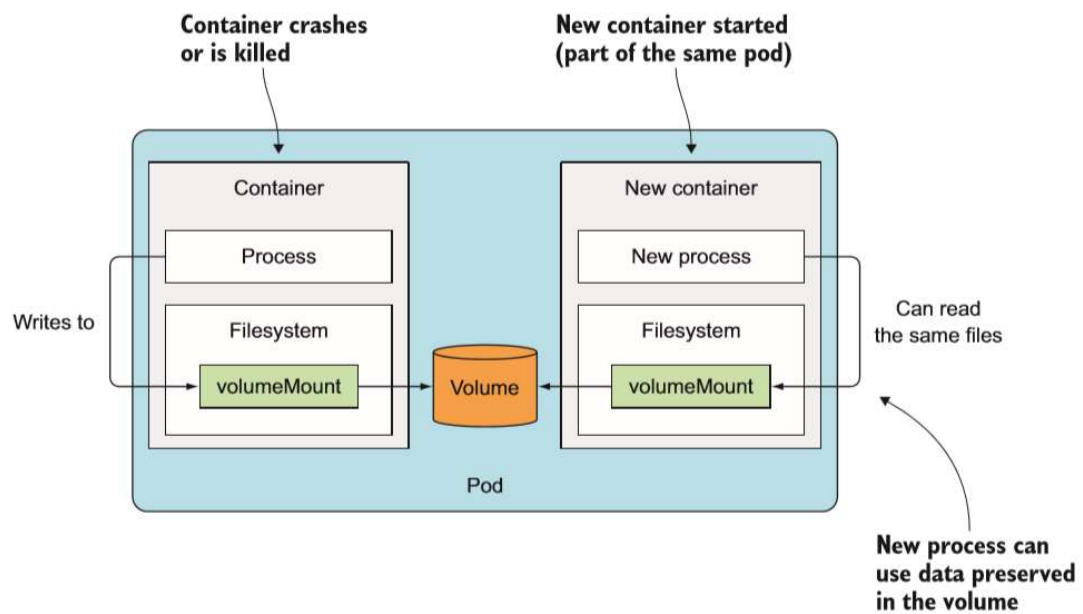 Container crashes
or is killed
New container started
(part of the same pod)
Container
New container
Process
New process
Writes to
Filesystem
Filesystem
Can read
the same files
volumeMount
Volume
volumeMount
Pod
New process can
use data preserved
in the volume